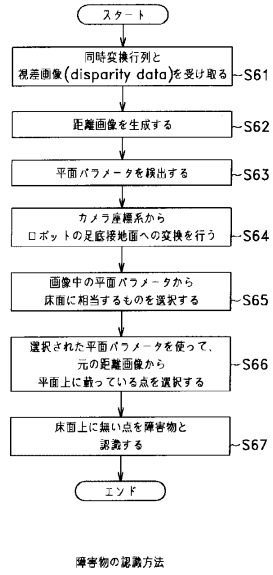 スタート
同時変換行列と
視差画像(disparity data)を受け取る
S61
距離画像を生成する
S62
平面パラメータを検出する
S63
カメラ座標系から
ロボットの足底接地面への変換を行う
S64
画像中の平面パラメータから
床面に相当するものを選択する
S65
選択された平面パラメータを使って、
元の距離画像から
平面上に載っている点を選択する
S66
床面上に無い点を障害物と
認識する
S67
エンド
障害物の認識方法